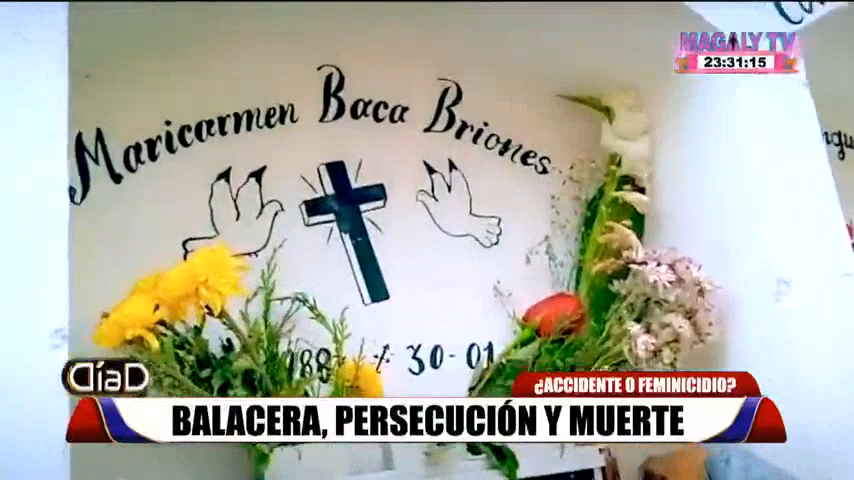 MAGALY TV
23:31:15
Maricarmen Baca Briones
30-01
DíaD
¿ACCIDENTE O FEMINICIDIO?
BALACERA, PERSECUCIÓN Y MUERTE